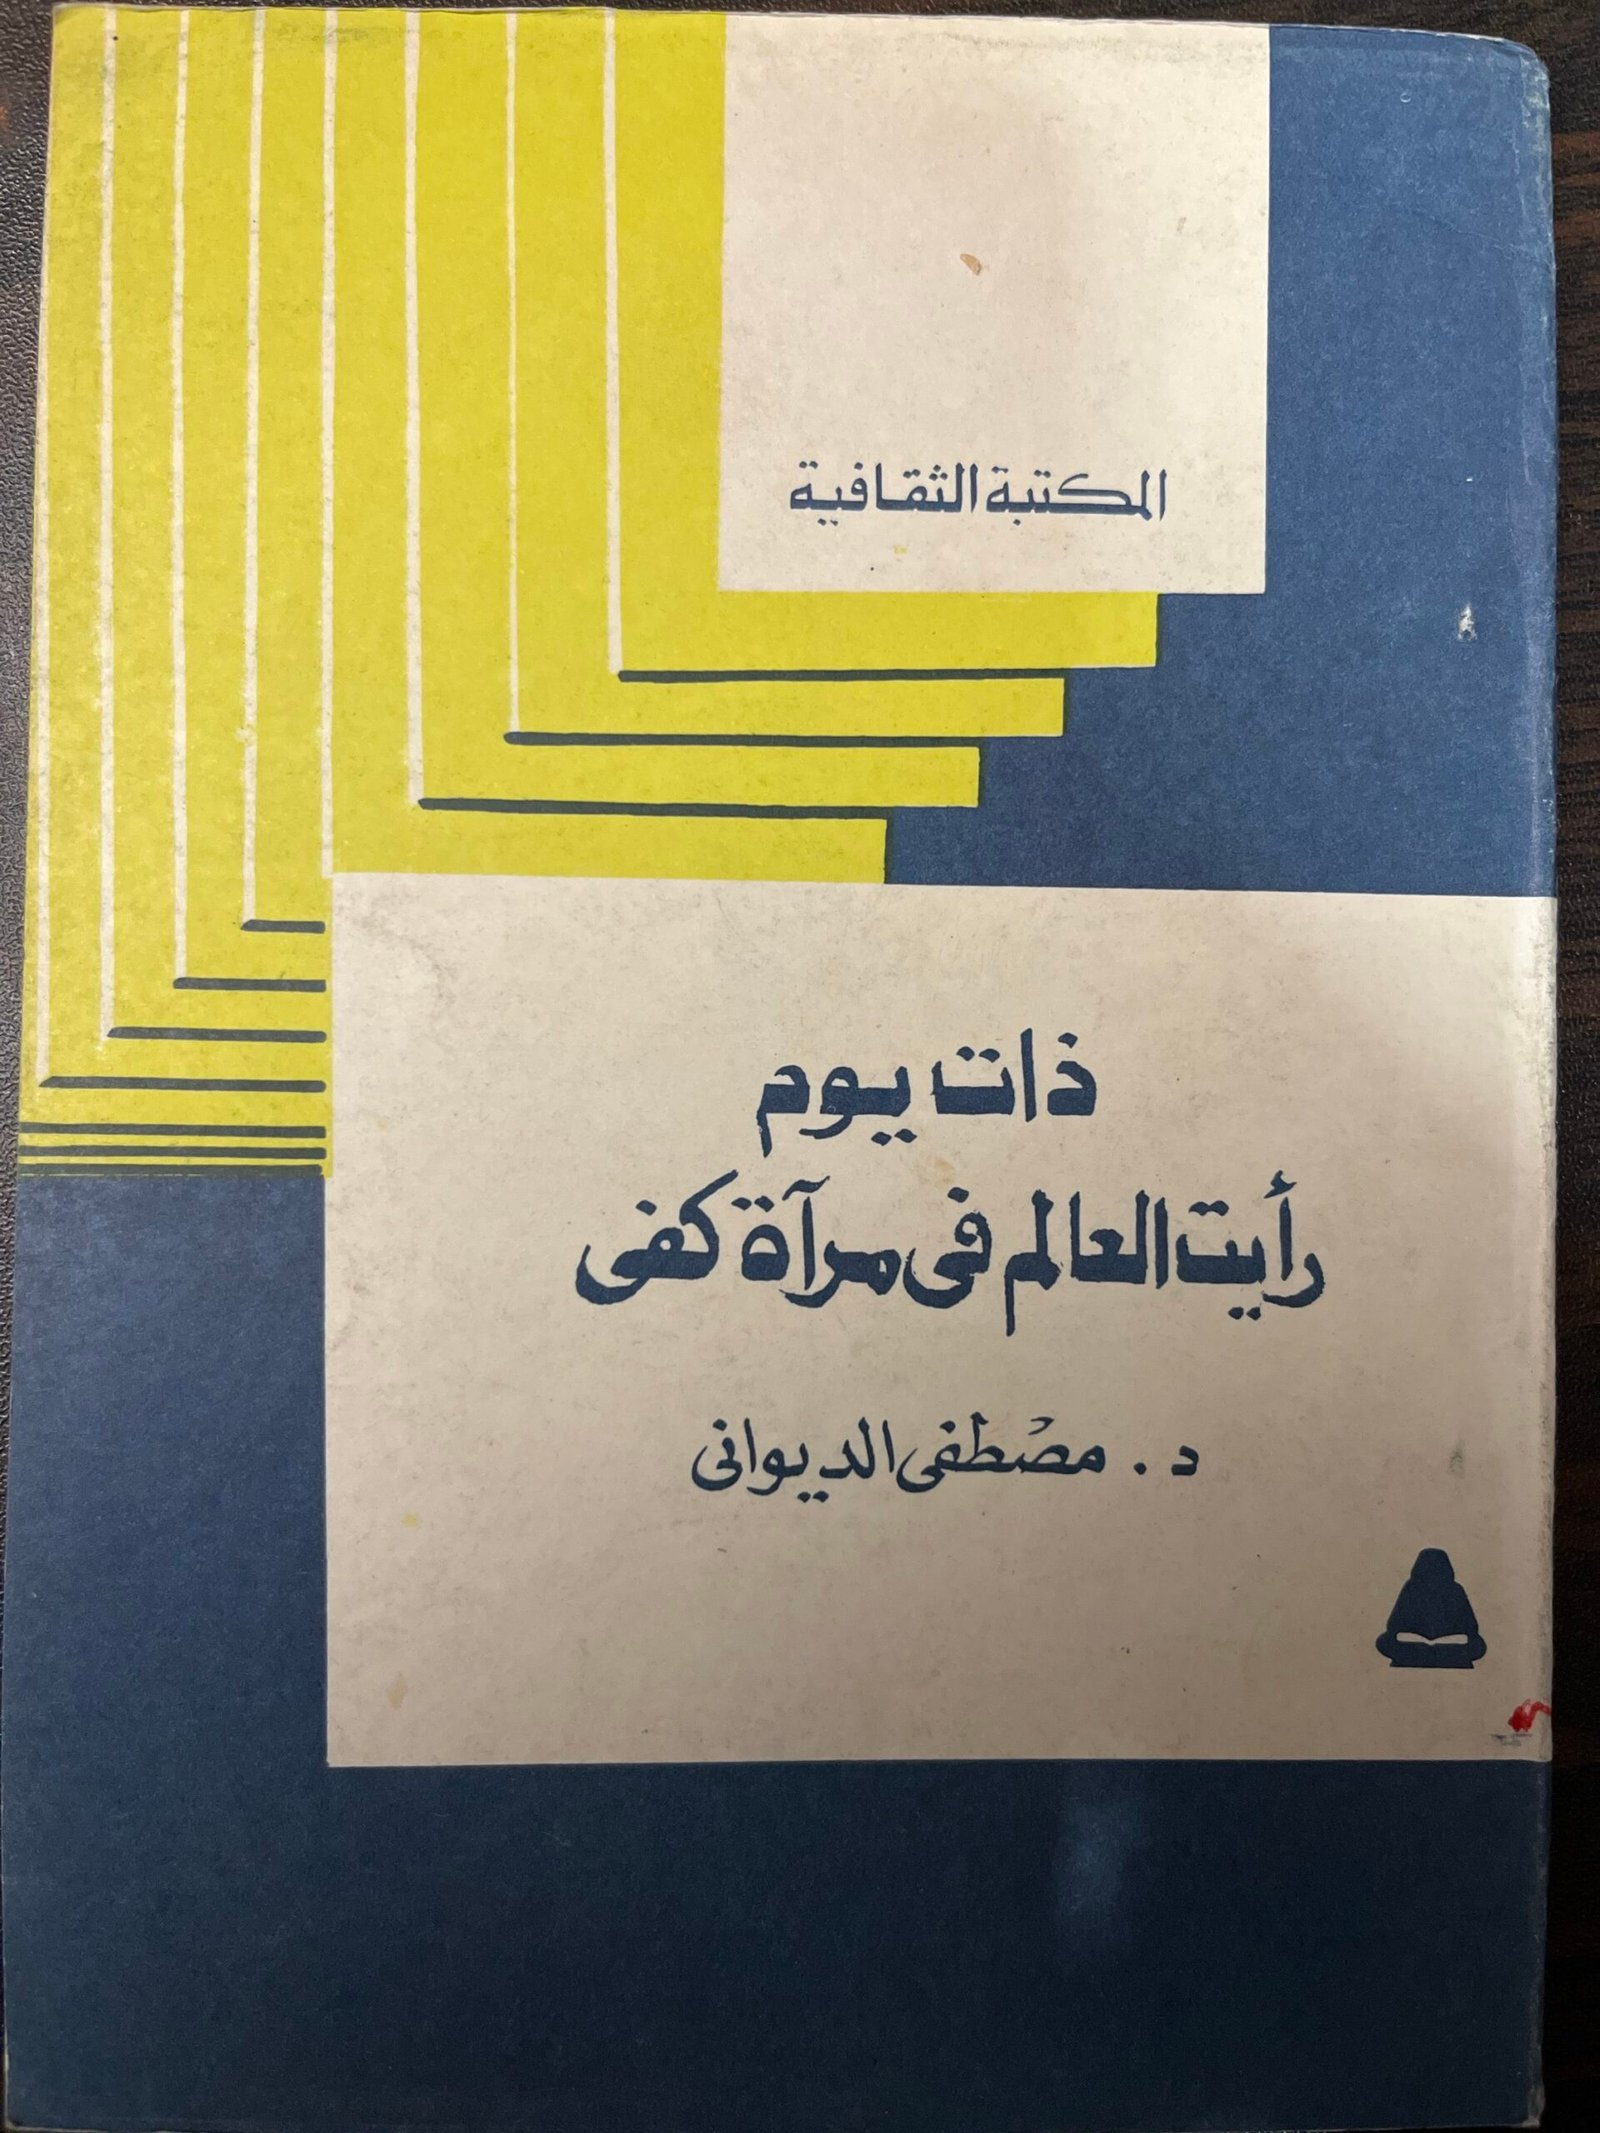 المكتبة الثقافية
ذات يوم
رأيت العالم فى مرآة كفى
د. مصطفى الديوانى